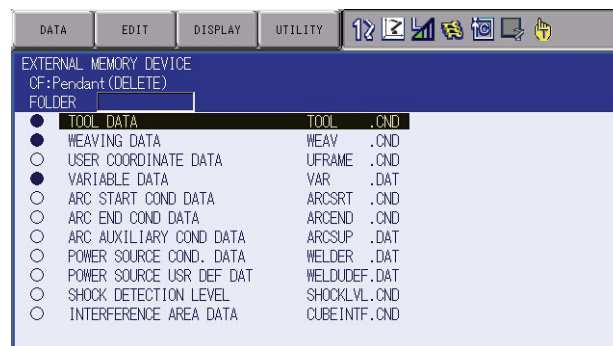 DATA EDIT DISPLAY UTILITY
EXTERNAL MEMORY DEVICE
CF:Pendant(DELETE)
FOLDER
TOOL DATA TOOL .CND
WEAVING DATA WEAV .CND
USER COORDINATE DATA UFRAME .CND
VARIABLE DATA VAR .DAT
ARC START COND DATA ARCSRT .CND
ARC END COND DATA ARCEND .CND
ARC AUXILIARY COND DATA ARCSUP .DAT
POWER SOURCE COND. DATA WELDER .DAT
POWER SOURCE USR DEF DAT WELDUDEF.DAT
SHOCK DETECTION LEVEL SHOCKLVL.CND
INTERFERENCE AREA DATA CUBEINTF.CND